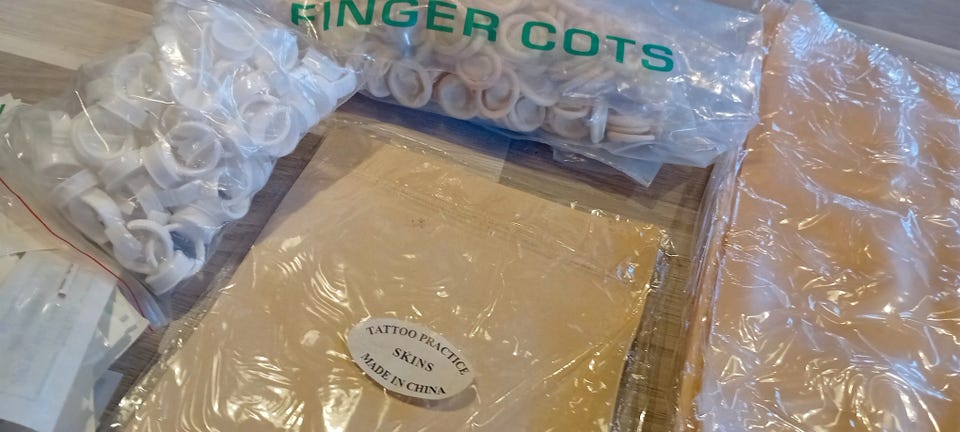 FINGER COTS
TATTOO PRACTICE
SKINS
MADE IN CHINA